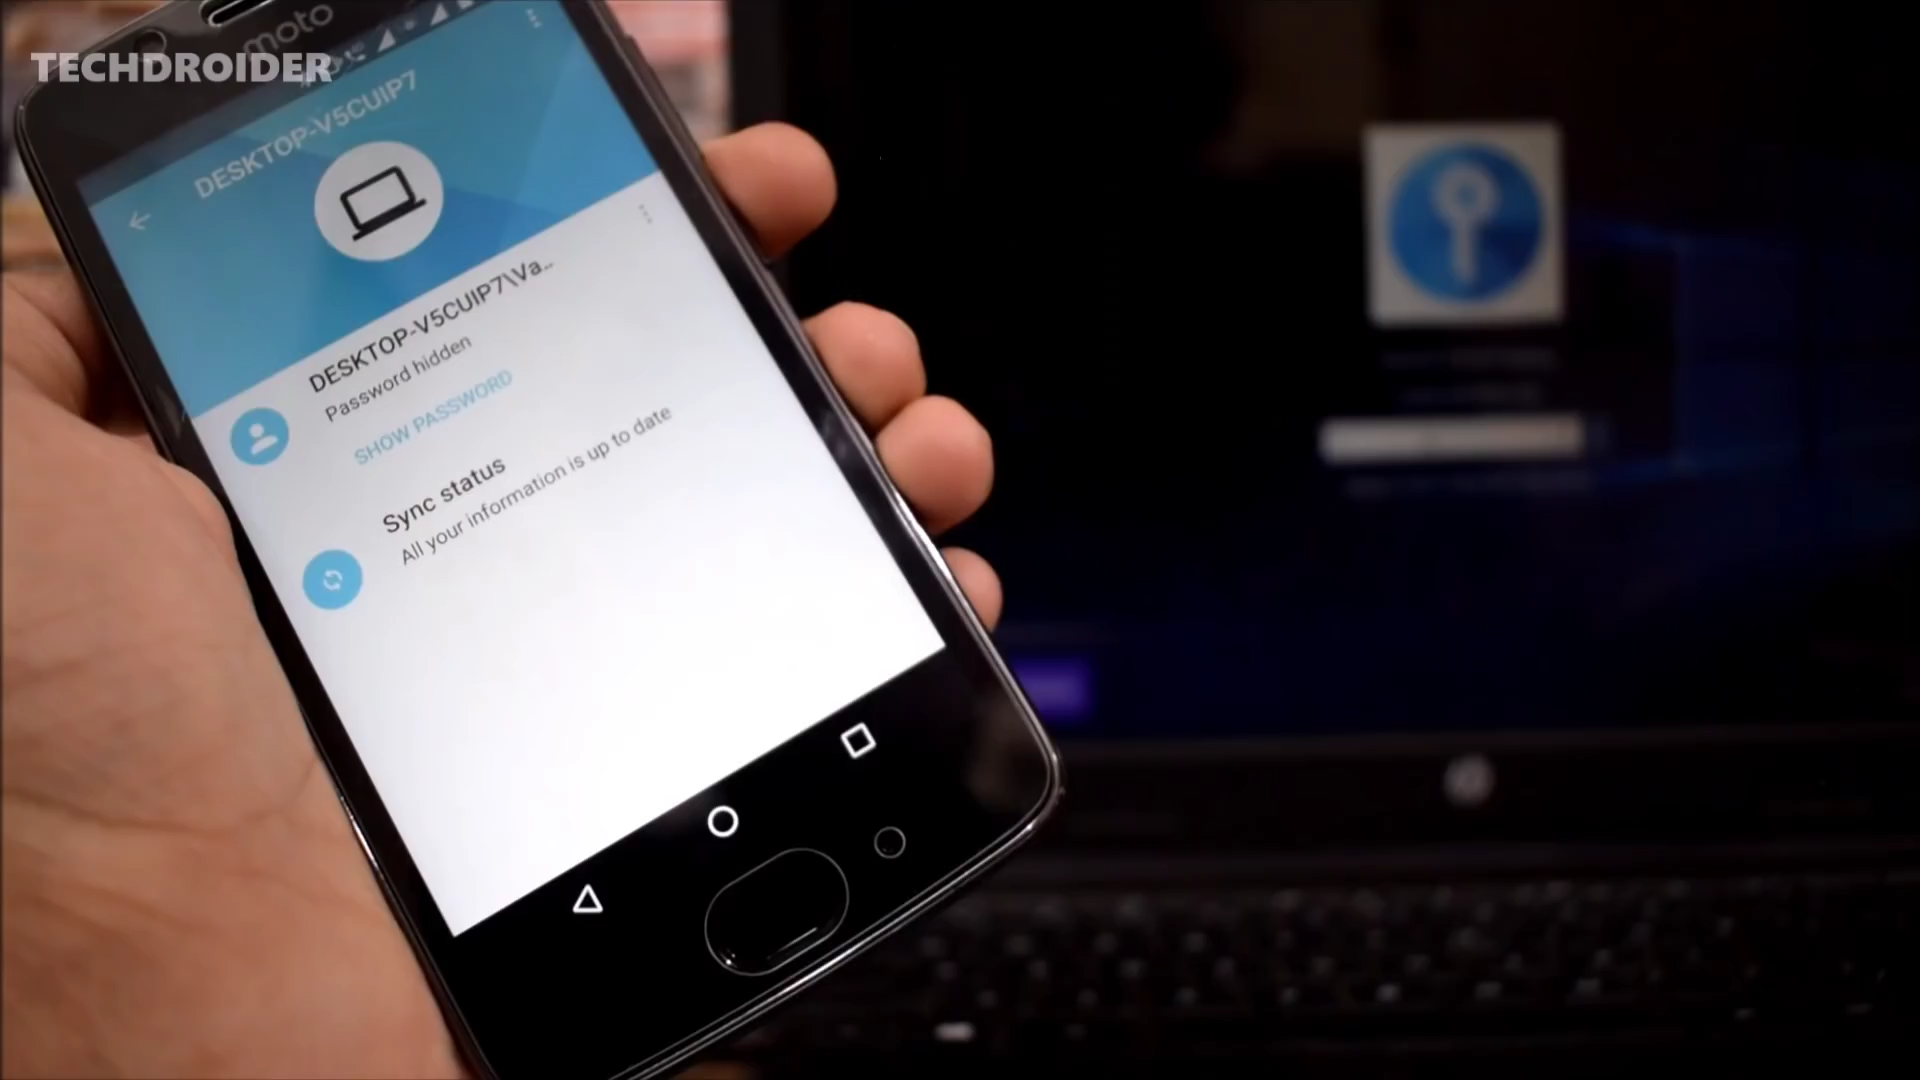 moto
TECHDROIDER
DESKTOP-V5CUIP7
DESKTOP-V5CUIP7\Va...
Password hidden
SHOW PASSWORD
Sync status
All your information is up to date